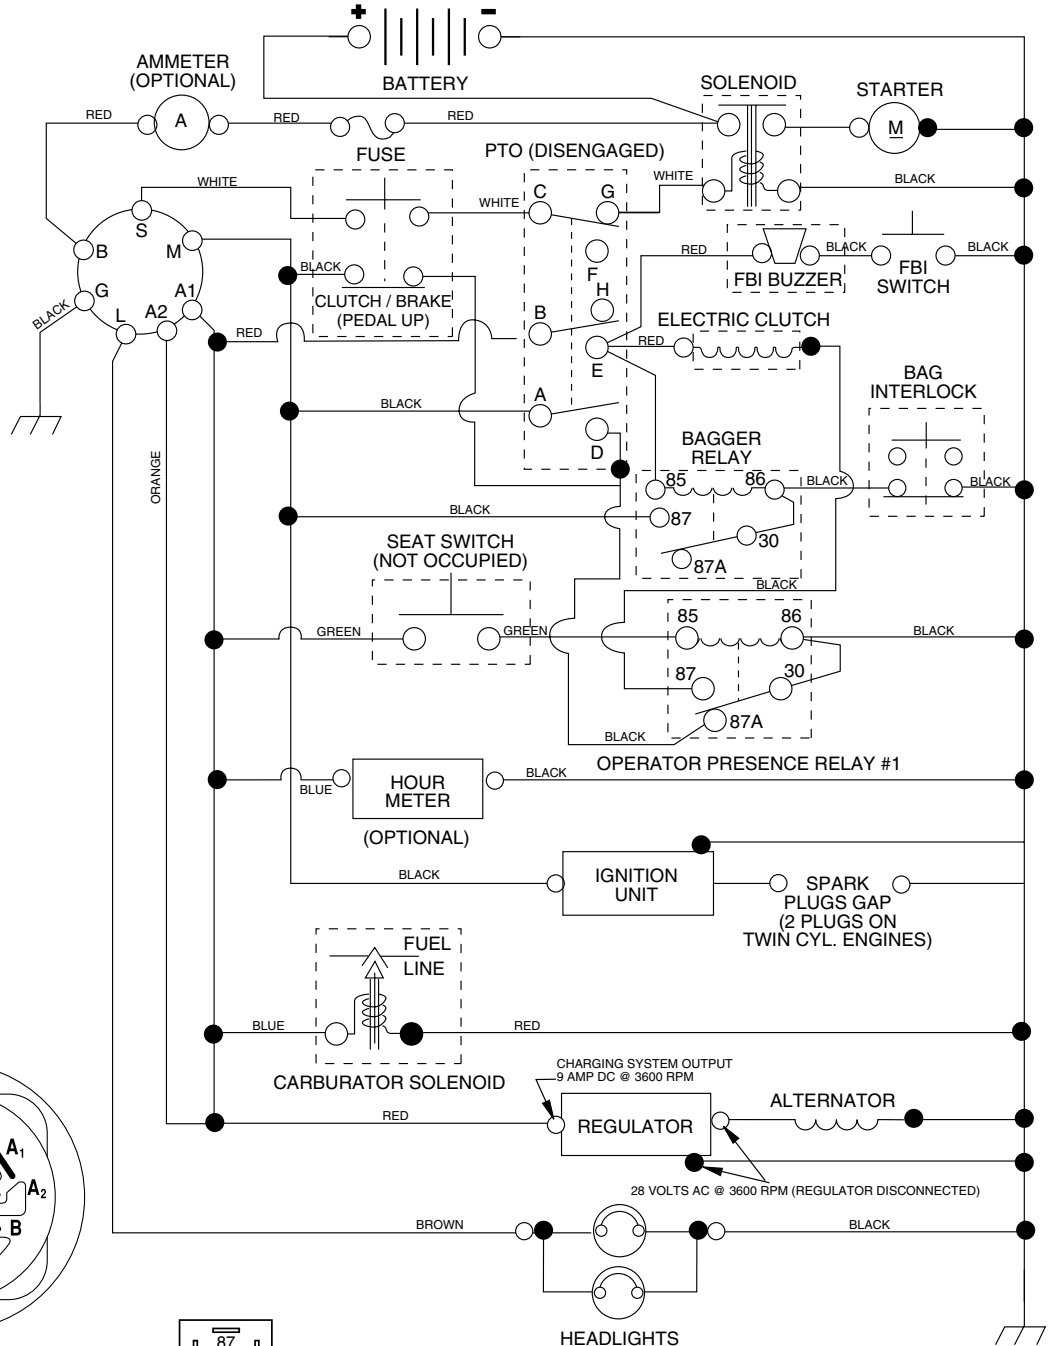 + -
BATTERY
AMMETER
(OPTIONAL)
A
RED
RED
RED
FUSE
SOLENOID
STARTER
M
PTO (DISENGAGED)
WHITE
WHITE
WHITE
BLACK
S
B
M
G
L
A2
A1
BLACK
BLACK
CLUTCH / BRAKE
(PEDAL UP)
RED
C
G
F
H
B
E
A
D
RED
BLACK
BLACK
FBI BUZZER
FBI
SWITCH
ELECTRIC CLUTCH
RED
BAG
INTERLOCK
BLACK
BAGGER
RELAY
85
86
BLACK
BLACK
87
30
87A
BLACK
ORANGE
SEAT SWITCH
(NOT OCCUPIED)
BLACK
GREEN
GREEN
85
86
BLACK
87
30
87A
BLACK
OPERATOR PRESENCE RELAY #1
BLUE
HOUR
METER
BLACK
(OPTIONAL)
BLACK
IGNITION
UNIT
SPARK
PLUGS GAP
(2 PLUGS ON
TWIN CYL. ENGINES)
FUEL
LINE
BLUE
RED
CARBURATOR SOLENOID
CHARGING SYSTEM OUTPUT
9 AMP DC @ 3600 RPM
RED
REGULATOR
ALTERNATOR
28 VOLTS AC @ 3600 RPM (REGULATOR DISCONNECTED)
A1
A2
B
BROWN
BLACK
HEADLIGHTS
87